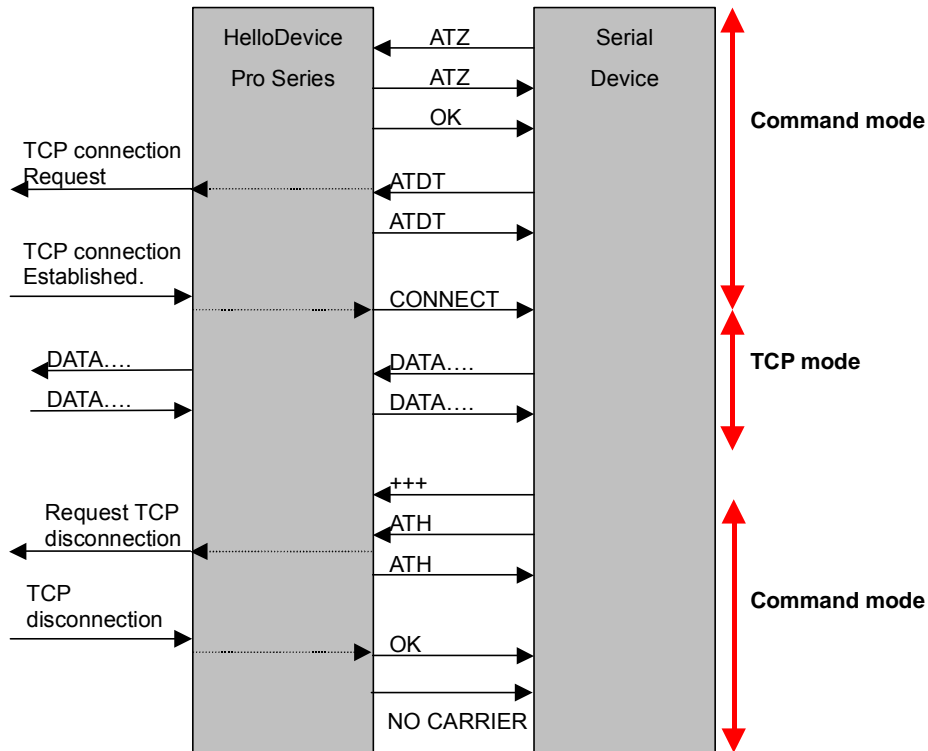 HelloDevice
Pro Series
Serial
Device
ATZ
ATZ
OK
Command mode
TCP connection
Request
ATDT
ATDT
TCP connection
Established.
CONNECT
DATA....
DATA....
DATA....
DATA....
TCP mode
+++
Request TCP
disconnection
ATH
ATH
TCP
disconnection
Command mode
OK
NO CARRIER